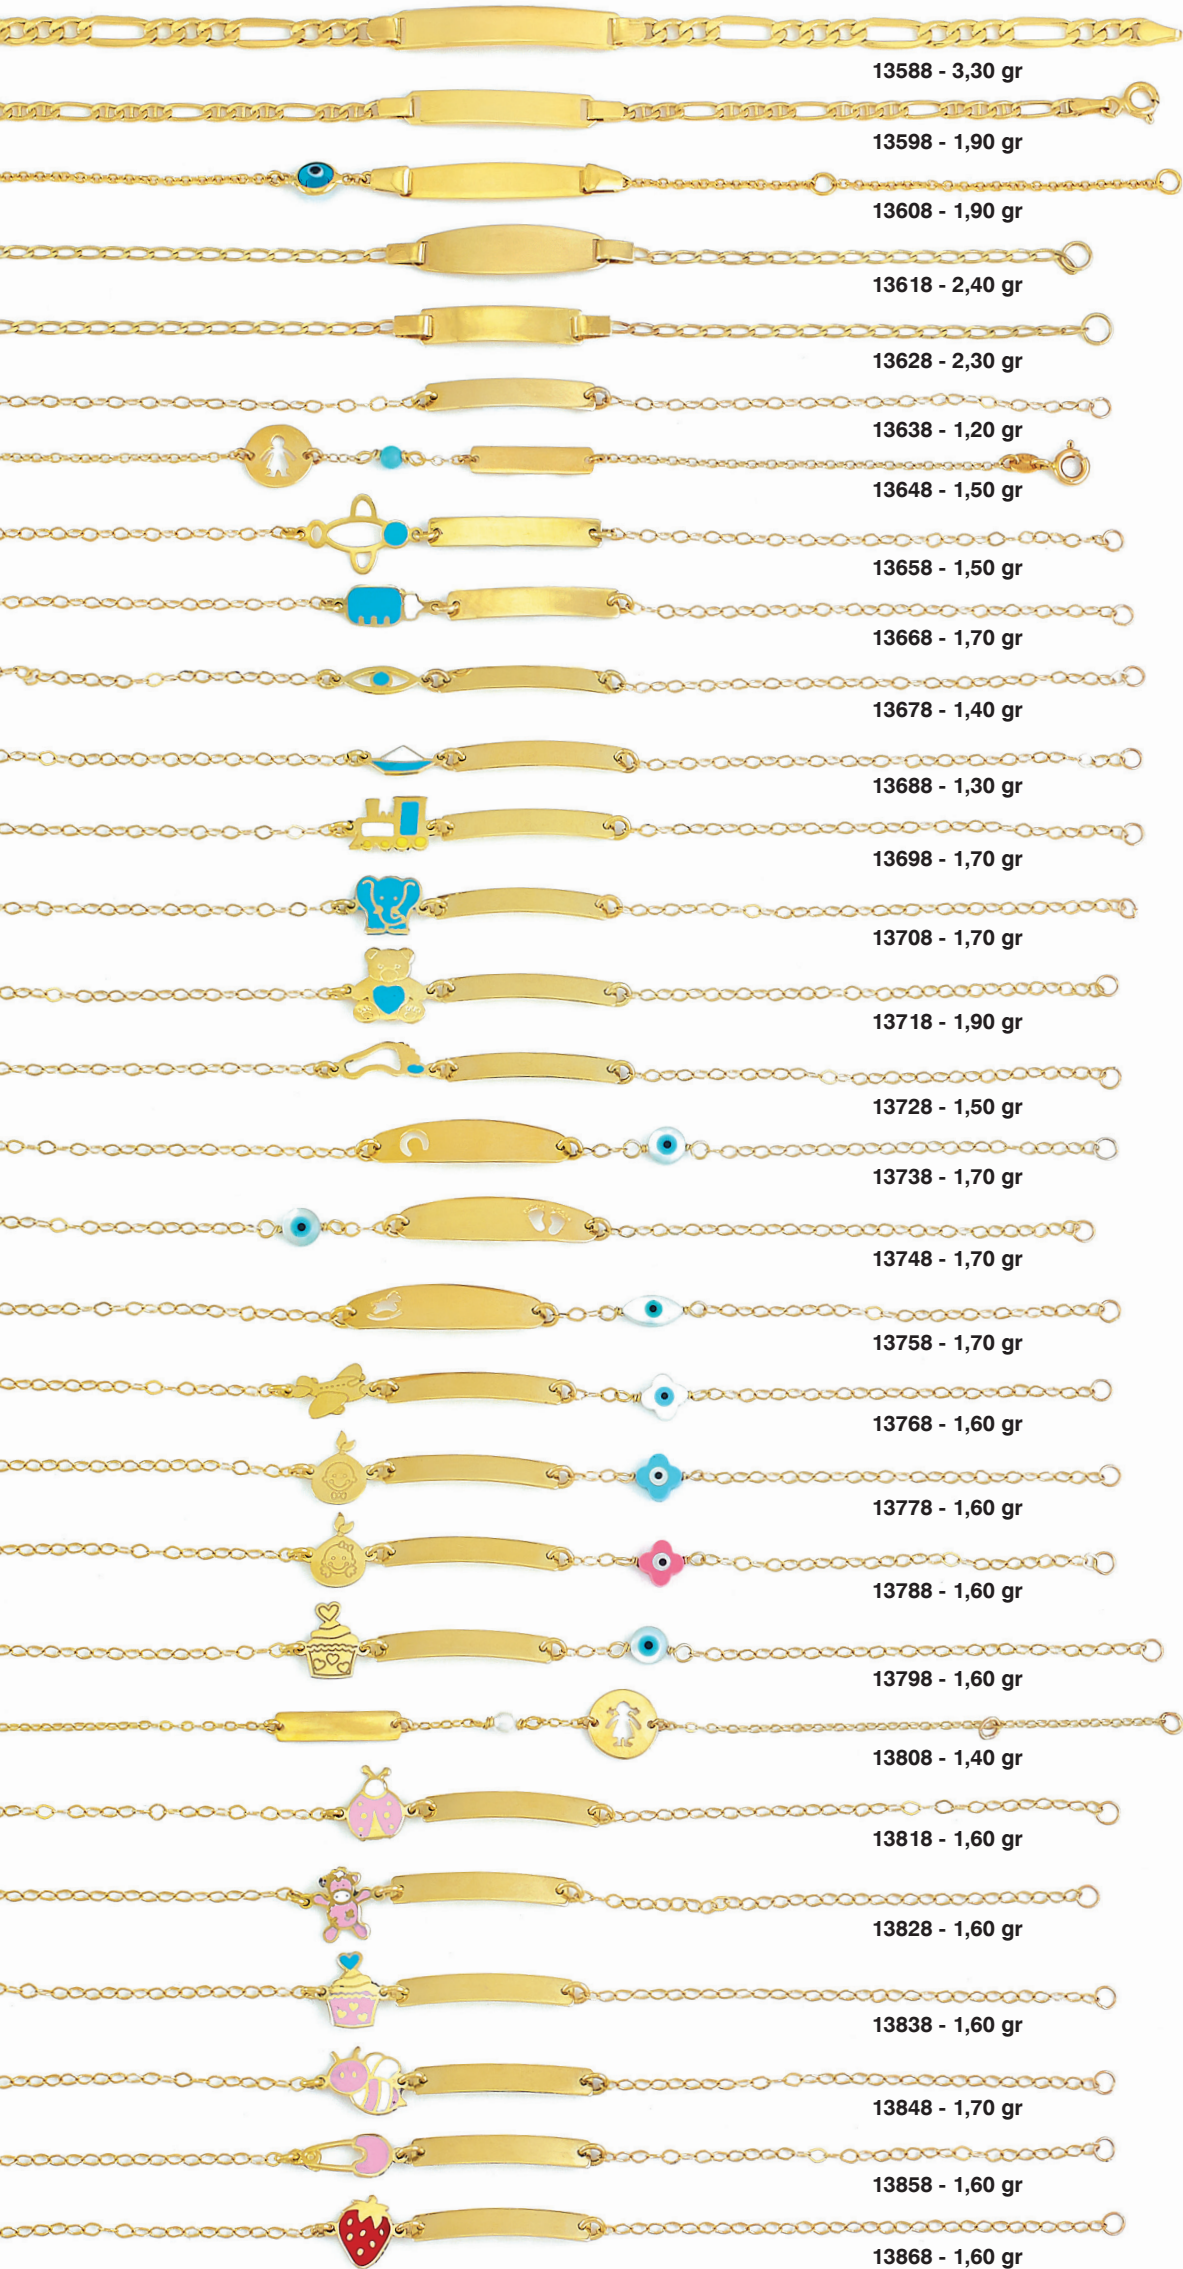 13588 - 3,30 gr
13598 - 1,90 gr
13608 - 1,90 gr
13618 - 2,40 gr
13628 - 2,30 gr
13638 - 1,20 gr
13648 - 1,50 gr
13658 - 1,50 gr
13668 - 1,70 gr
13678 - 1,40 gr
13688 - 1,30 gr
13698 - 1,70 gr
13708 - 1,70 gr
13718 - 1,90 gr
13728 - 1,50 gr
13738 - 1,70 gr
13748 - 1,70 gr
13758 - 1,70 gr
13768 - 1,60 gr
13778 - 1,60 gr
13788 - 1,60 gr
13798 - 1,60 gr
13808 - 1,40 gr
13818 - 1,60 gr
13828 - 1,60 gr
13838 - 1,60 gr
13848 - 1,70 gr
13858 - 1,60 gr
13868 - 1,60 gr